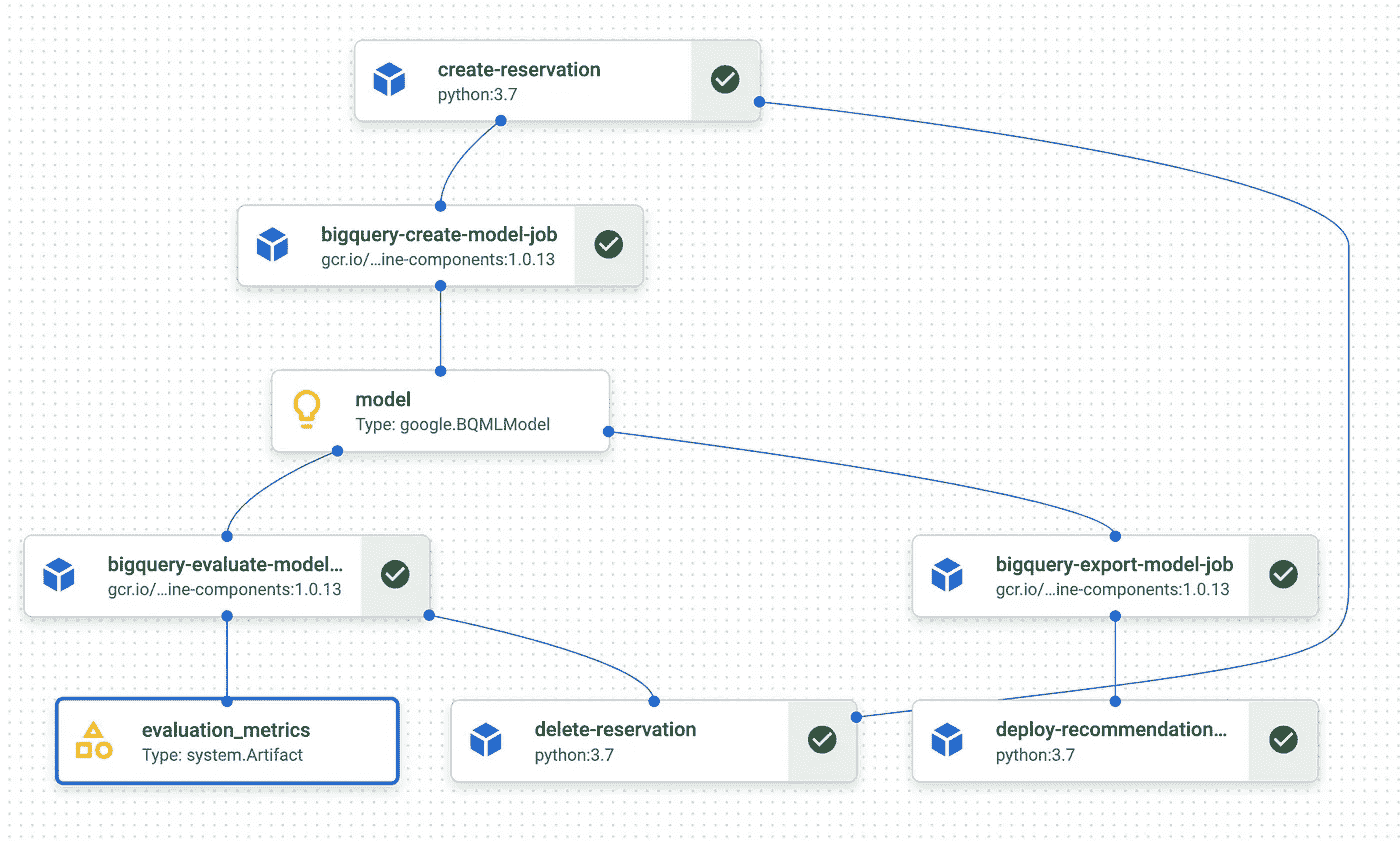 create-reservation
python:3.7
bigquery-create-model-job
gcr.io/...ine-components:1.0.13
model
Type: google.BQMLModel
bigquery-evaluate-model...
gcr.io/...ine-components:1.0.13
bigquery-export-model-job
gcr.io/...ine-components:1.0.13
evaluation_metrics
Type: system.Artifact
delete-reservation
python:3.7
deploy-recommendation...
python:3.7